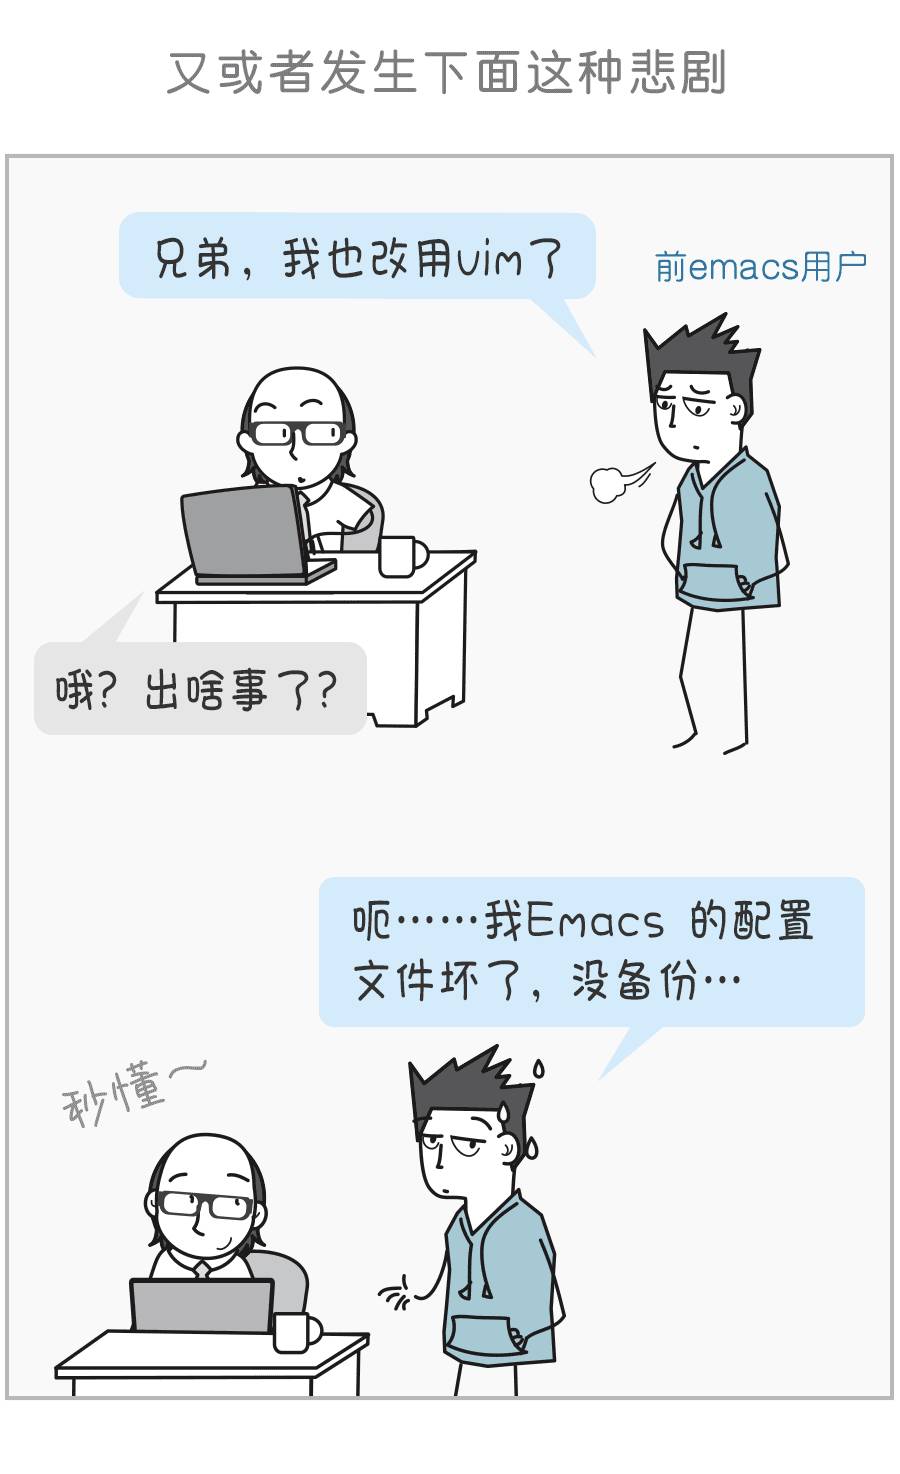 又或者发生下面这种悲剧
兄弟，我也改用vim了
前emacs用户
哦？出啥事了？
呃……我Emacs 的配置
文件坏了，没备份…
秒懂～